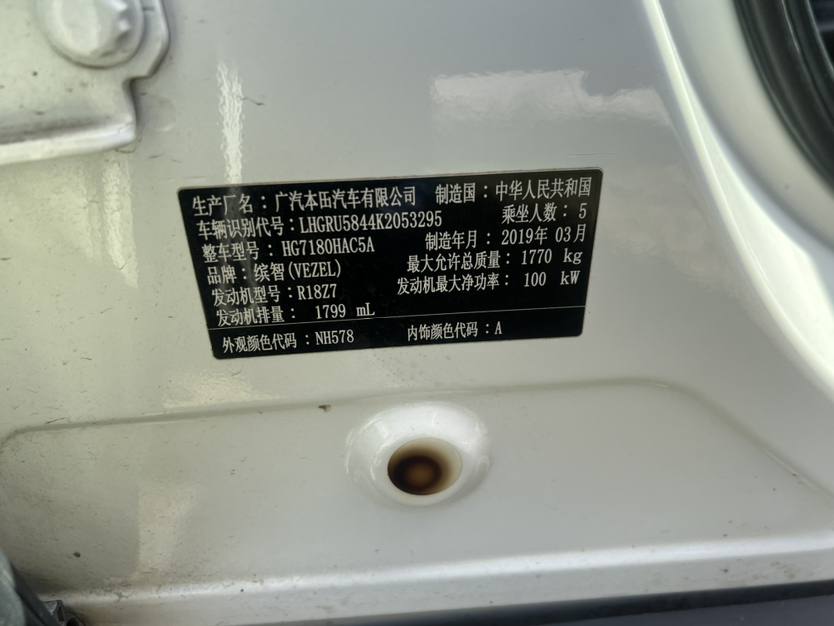 生产厂名：广汽本田汽车有限公司 制造国：中华人民共和国
车辆识别代号：LHGRU5844K2053295 乘坐人数：5
整车型号：HG7180HAC5A 制造年月：2019年 03月
品牌：缤智(VEZEL) 最大允许总质量：1770 kg
发动机型号：R18Z7 发动机最大净功率：100 kW
发动机排量：1799 mL
外观颜色代码：NH578 内饰颜色代码：A